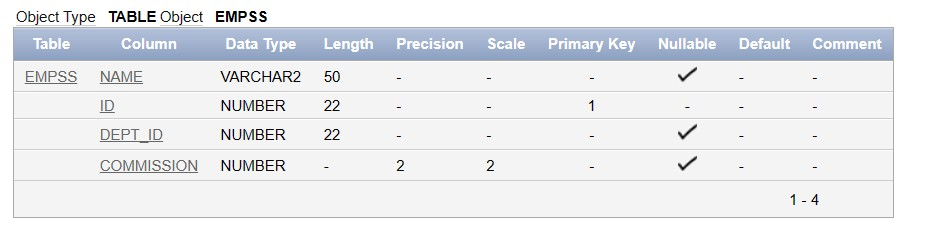 Object Type TABLE Object EMPSS
Table Column Data Type Length Precision Scale Primary Key Nullable Default Comment
EMPSS NAME VARCHAR2 50 - - - ✓ - -
ID NUMBER 22 - - 1 - - -
DEPT_ID NUMBER 22 - - - ✓ - -
COMMISSION NUMBER - 2 2 - ✓ - -
1 - 4